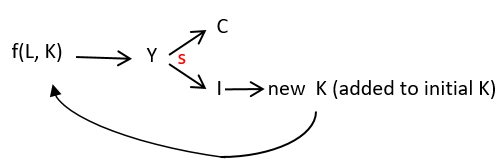 C
f(L, K) Y s
I new K (added to initial K)